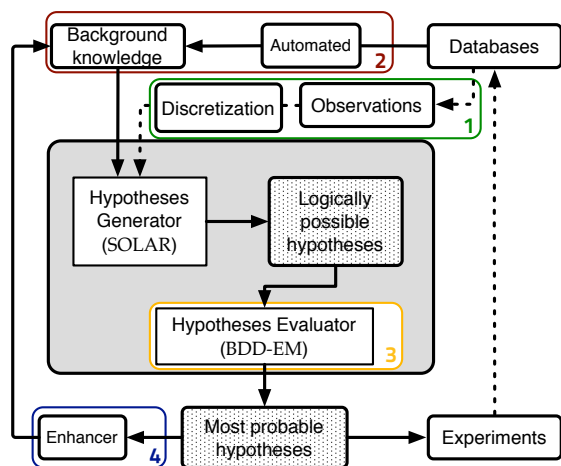 Background
knowledge
Automated
Databases
2
Discretization
Observations
1
Hypotheses
Generator
(SOLAR)
Logically
possible
hypotheses
Hypotheses Evaluator
(BDD-EM)
3
Enhancer
4
Most probable
hypotheses
Experiments